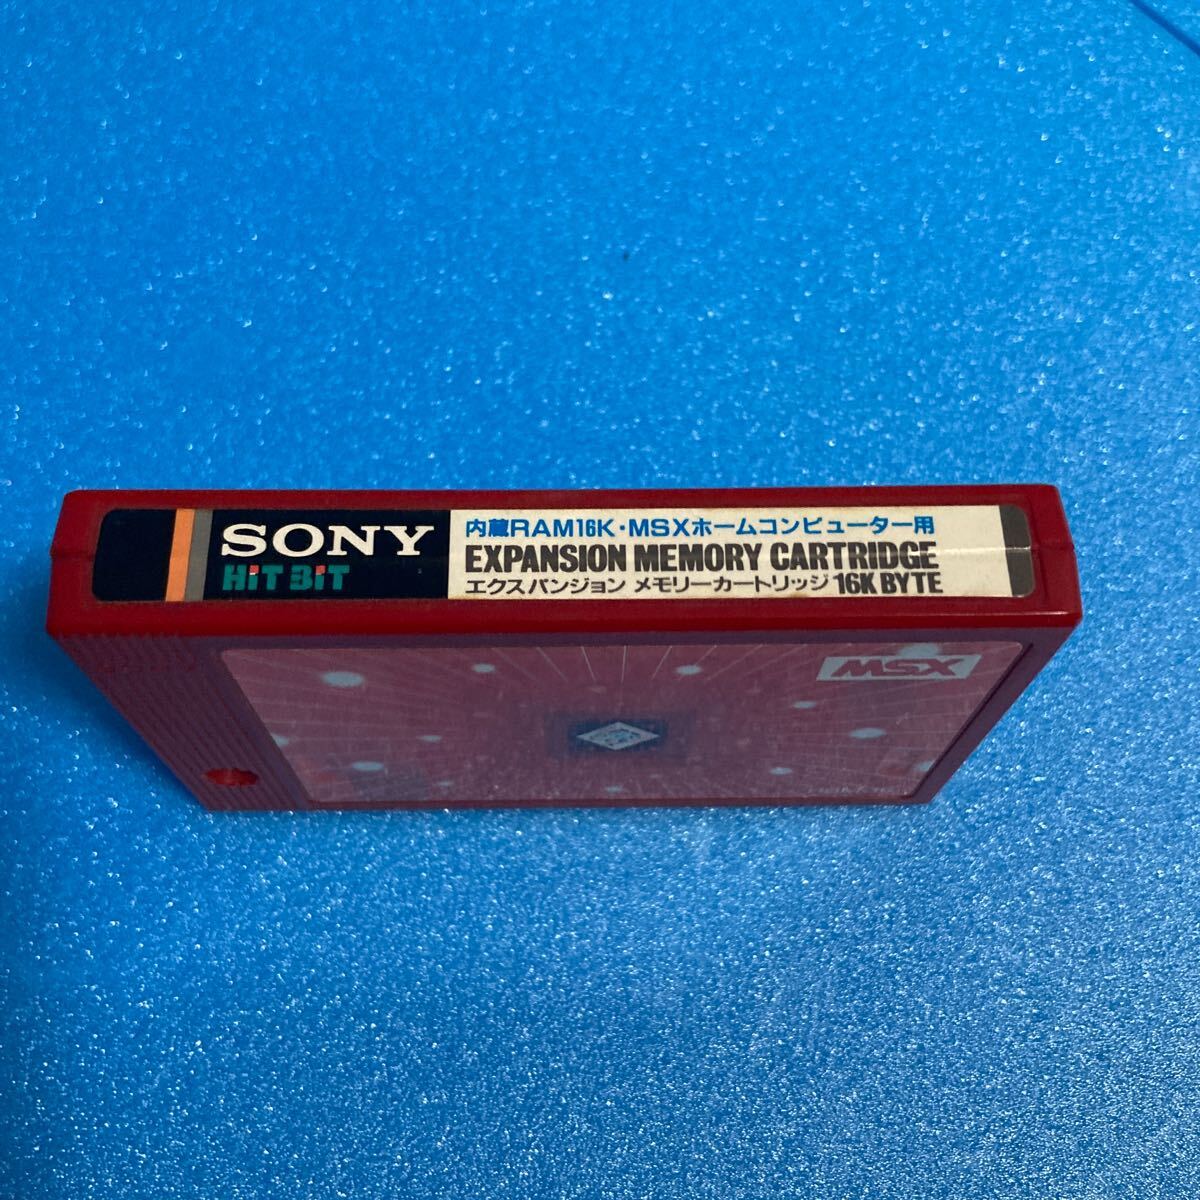 SONY
HiT BiT
内蔵RAM16K・MSXホームコンピューター用
EXPANSION MEMORY CARTRIDGE
エクスパンジョン メモリーカートリッジ 16K BYTE
MSX